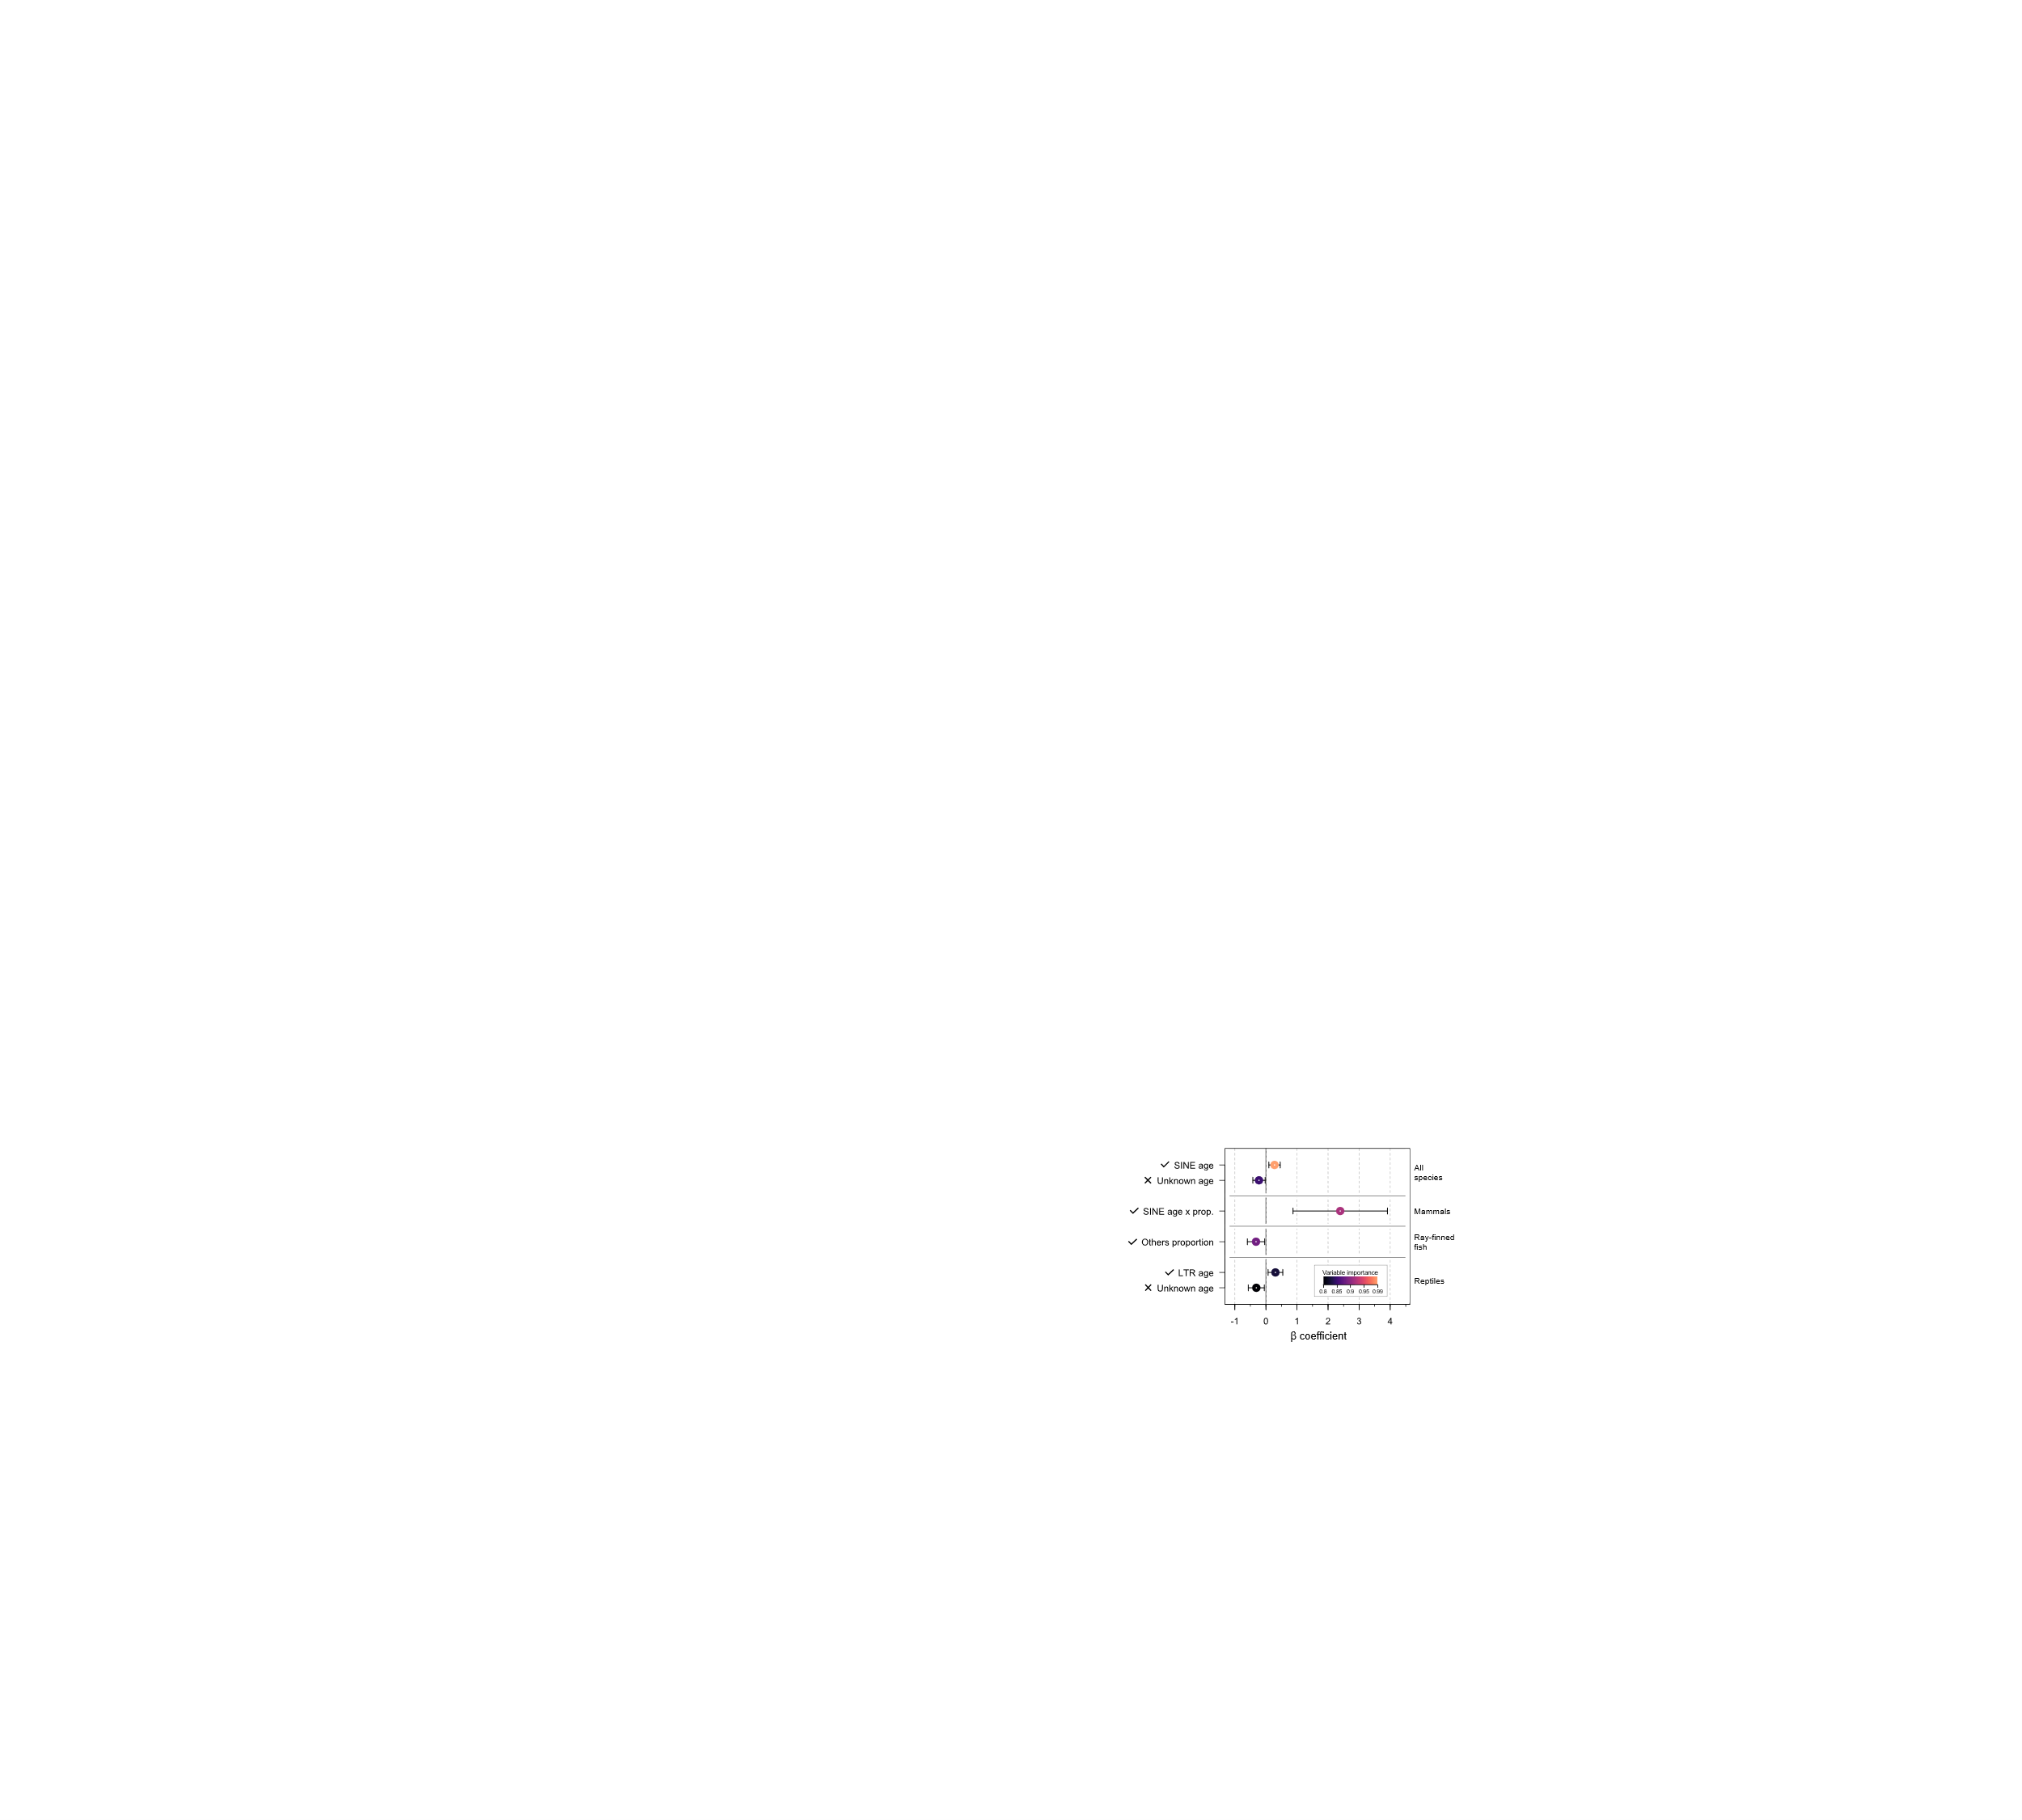 ✓ SINE age
✕ Unknown age
All
species
✓ SINE age x prop.
Mammals
✓ Others proportion
Ray-finned
fish
✓ LTR age
✕ Unknown age
Reptiles
Variable importance
0.8 0.85 0.9 0.95 0.99
-1 0 1 2 3 4
β coefficient